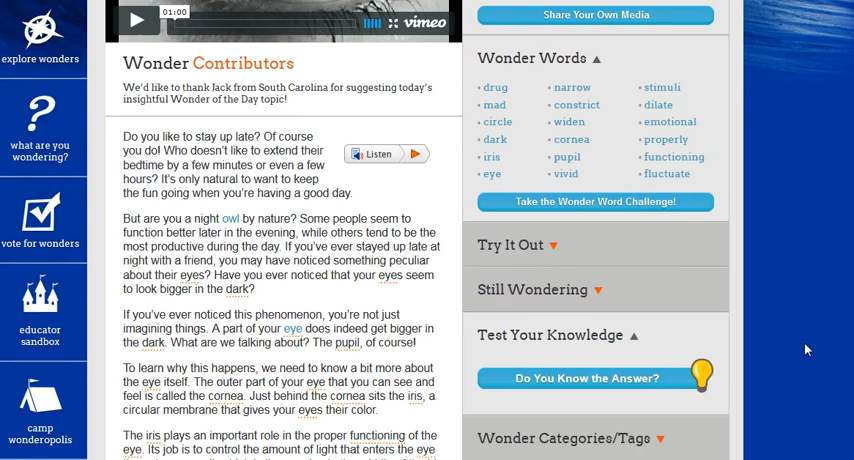 explore wonders
what are you
wondering?
vote for wonders
educator
sandbox
camp
wonderopolis
01:00
vimeo
Wonder Contributors
We'd like to thank Jack from South Carolina for suggesting today's
insightful Wonder of the Day topic!
Listen
Do you like to stay up late? Of course
you do! Who doesn't like to extend their
bedtime by a few minutes or even a few
hours? It's only natural to want to keep
the fun going when you're having a good day.
But are you a night owl by nature? Some people seem to
function better later in the evening, while others tend to be the
most productive during the day. If you've ever stayed up late at
night with a friend, you may have noticed something peculiar
about their eyes? Have you ever noticed that your eyes seem
to look bigger in the dark?
If you've ever noticed this phenomenon, you're not just
imagining things. A part of your eye does indeed get bigger in
the dark. What are we talking about? The pupil, of course!
To learn why this happens, we need to know a bit more about
the eye itself. The outer part of your eye that you can see and
feel is called the cornea. Just behind the cornea sits the iris, a
circular membrane that gives your eyes their color.
The iris plays an important role in the proper functioning of the
eye. Its job is to control the amount of light that enters the eye
Share Your Own Media
Wonder Words
drug narrow stimuli
mad constrict dilate
circle widen emotional
dark cornea properly
iris pupil functioning
eye vivid fluctuate
Take the Wonder Word Challenge!
Try It Out
Still Wondering
Test Your Knowledge
Do You Know the Answer?
Wonder Categories/Tags